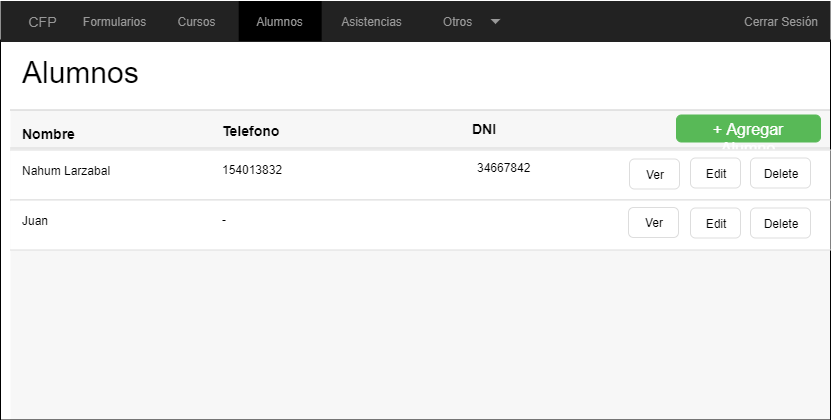 CFP Formularios Cursos Alumnos Asistencias Otros Cerrar Sesión
Alumnos
Nombre Telefono DNI + Agregar
Nahum Larzabal 154013832 34667842 Ver Edit Delete
Juan - Ver Edit Delete